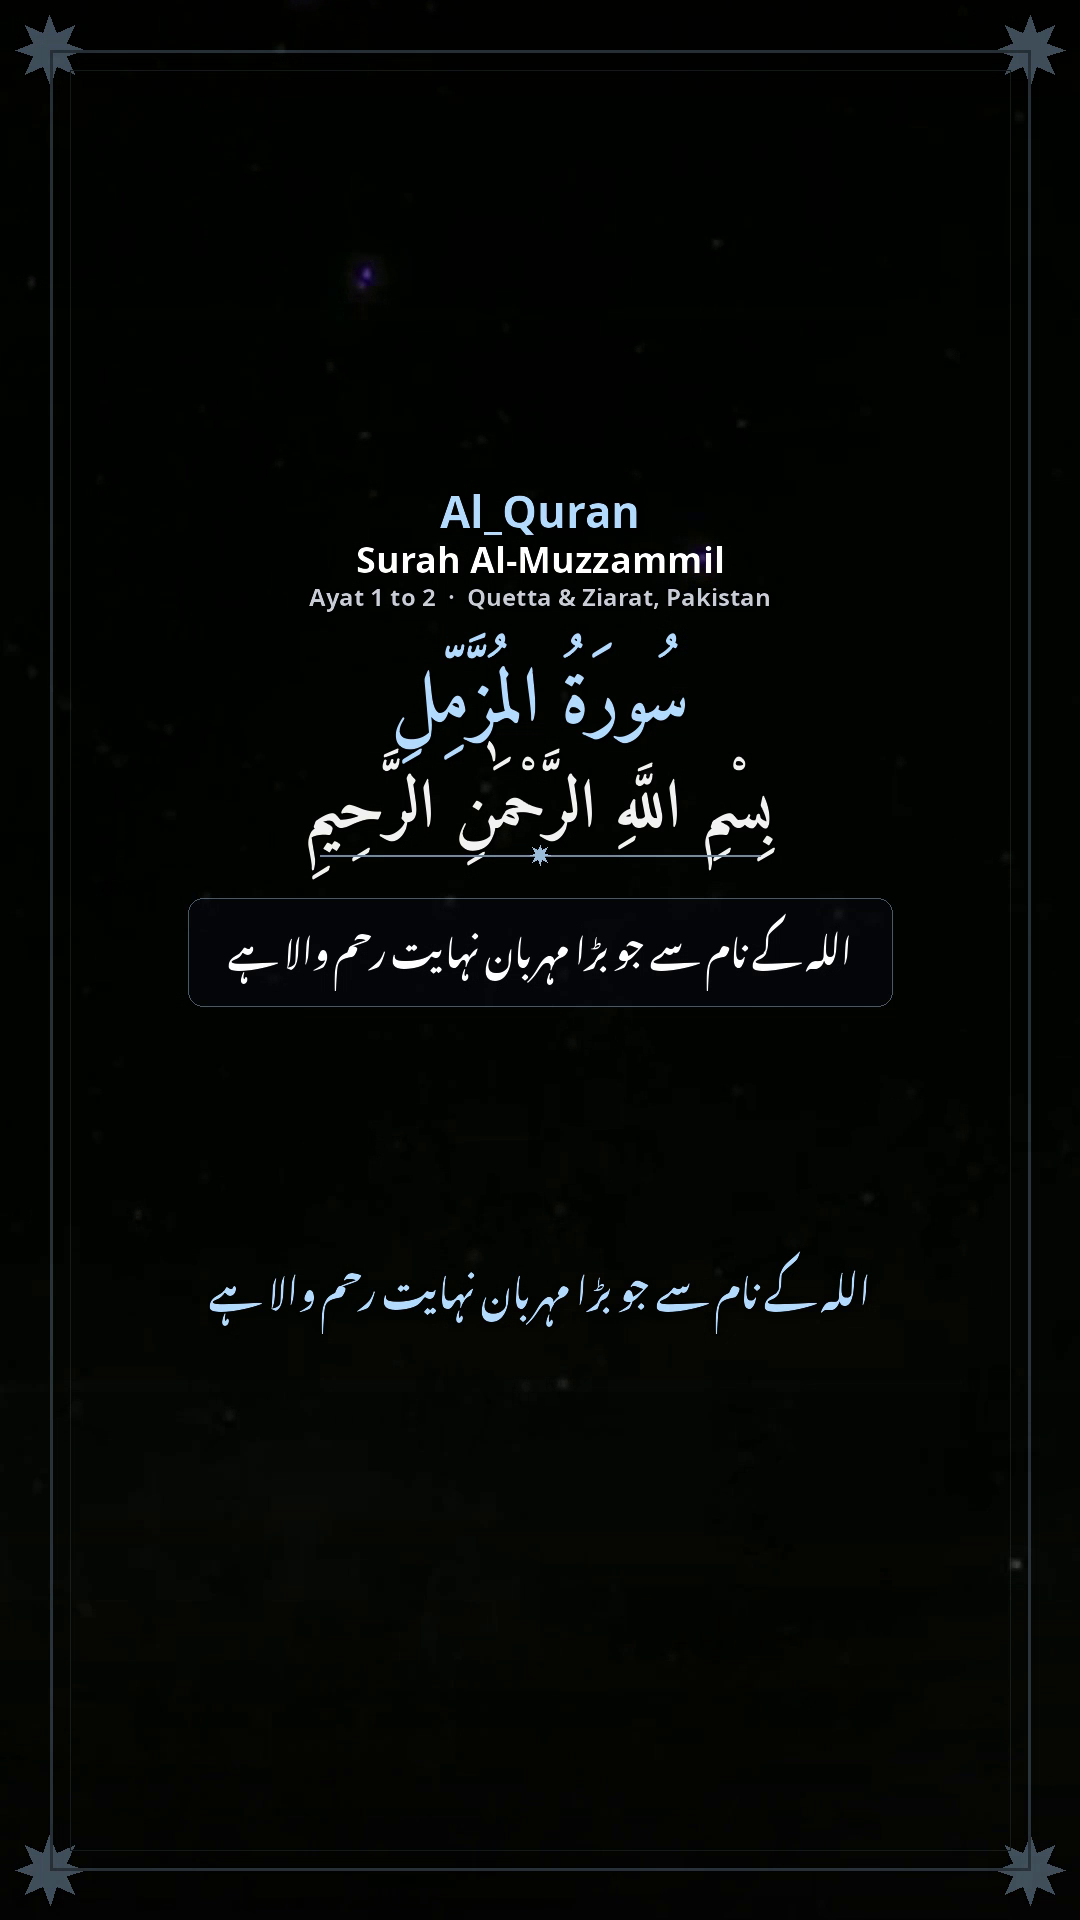 Al_Quran
Surah Al-Muzzammil
Ayat 1 to 2 · Quetta & Ziarat, Pakistan
سُورَةُ المُزَّمِّلِ
بِسْمِ اللَّهِ الرَّحْمَٰنِ الرَّحِيمِ
اللہ کے نام سے جو بڑا مہربان نہایت رحم والا ہے
اللہ کے نام سے جو بڑا مہربان نہایت رحم والا ہے